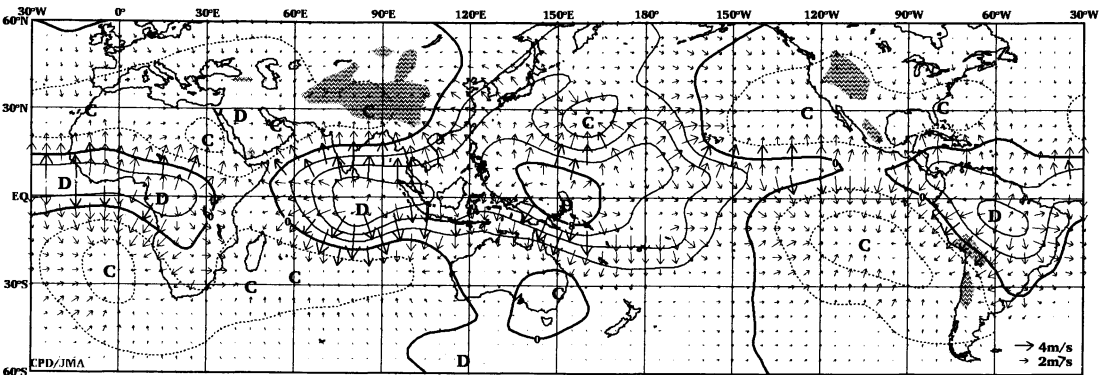 30°W 0° 30°E 60°E 90°E 120°E 150°E 180° 150°W 120°W 90°W 60°W 30°W
60°N
C C
30°N C D C C C C C
C
D D D D D
EQ
C C C
30°S C C C
D
CPD/JMA
60°S
4m/s
2m/s